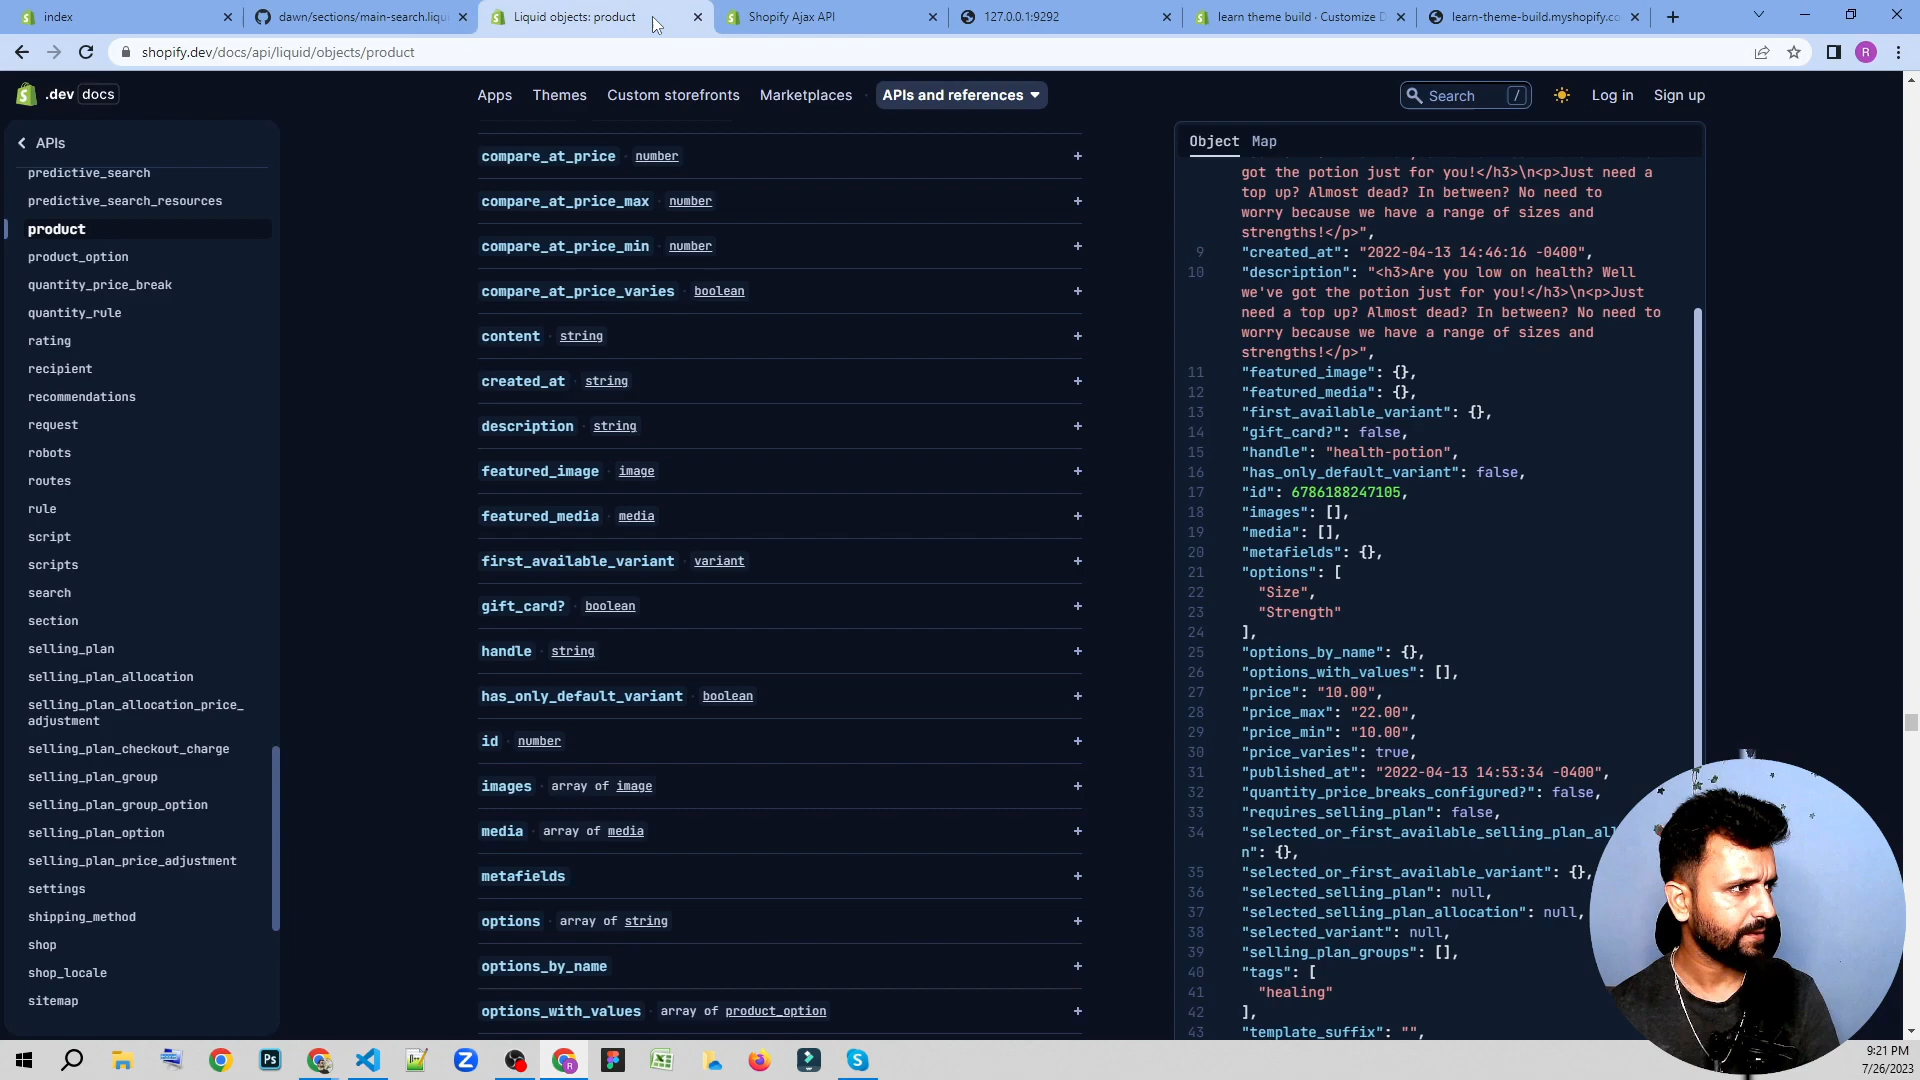 index
dawn/sections/main-search.liqui
Liquid objects: product
Shopify Ajax API
127.0.0.1:9292
learn theme build · Customize D
learn-theme-build.myshopify.co
shopify.dev/docs/api/liquid/objects/product
R
.dev docs
Apps Themes Custom storefronts Marketplaces APIs and references
Search /
Log in Sign up
APIs
predictive_search
predictive_search_resources
product
product_option
quantity_price_break
quantity_rule
rating
recipient
recommendations
request
robots
routes
rule
script
scripts
search
section
selling_plan
selling_plan_allocation
selling_plan_allocation_price_
adjustment
selling_plan_checkout_charge
selling_plan_group
selling_plan_group_option
selling_plan_option
selling_plan_price_adjustment
settings
shipping_method
shop
shop_locale
sitemap
compare_at_price · number +
compare_at_price_max · number +
compare_at_price_min · number +
compare_at_price_varies · boolean +
content · string +
created_at · string +
description · string +
featured_image · image +
featured_media · media +
first_available_variant · variant +
gift_card? · boolean +
handle · string +
has_only_default_variant · boolean +
id · number +
images · array of image +
media · array of media +
metafields +
options · array of string +
options_by_name +
options_with_values · array of product_option +
Object Map
got the potion just for you!</h3>\n<p>Just need a
top up? Almost dead? In between? No need to
worry because we have a range of sizes and
strengths!</p>",
9 "created_at": "2022-04-13 14:46:16 -0400",
10 "description": "<h3>Are you low on health? Well
we've got the potion just for you!</h3>\n<p>Just
need a top up? Almost dead? In between? No need to
worry because we have a range of sizes and
strengths!</p>",
11 "featured_image": {},
12 "featured_media": {},
13 "first_available_variant": {},
14 "gift_card?": false,
15 "handle": "health-potion",
16 "has_only_default_variant": false,
17 "id": 6786188247105,
18 "images": [],
19 "media": [],
20 "metafields": {},
21 "options": [
22 "Size",
23 "Strength"
24 ],
25 "options_by_name": {},
26 "options_with_values": [],
27 "price": "10.00",
28 "price_max": "22.00",
29 "price_min": "10.00",
30 "price_varies": true,
31 "published_at": "2022-04-13 14:53:34 -0400",
32 "quantity_price_breaks_configured?": false,
33 "requires_selling_plan": false,
34 "selected_or_first_available_selling_plan_all
n": {},
35 "selected_or_first_available_variant": {},
36 "selected_selling_plan": null,
37 "selected_selling_plan_allocation": null,
38 "selected_variant": null,
39 "selling_plan_groups": [],
40 "tags": [
41 "healing"
42 ],
43 "template_suffix": "",
9:21 PM
7/26/2023